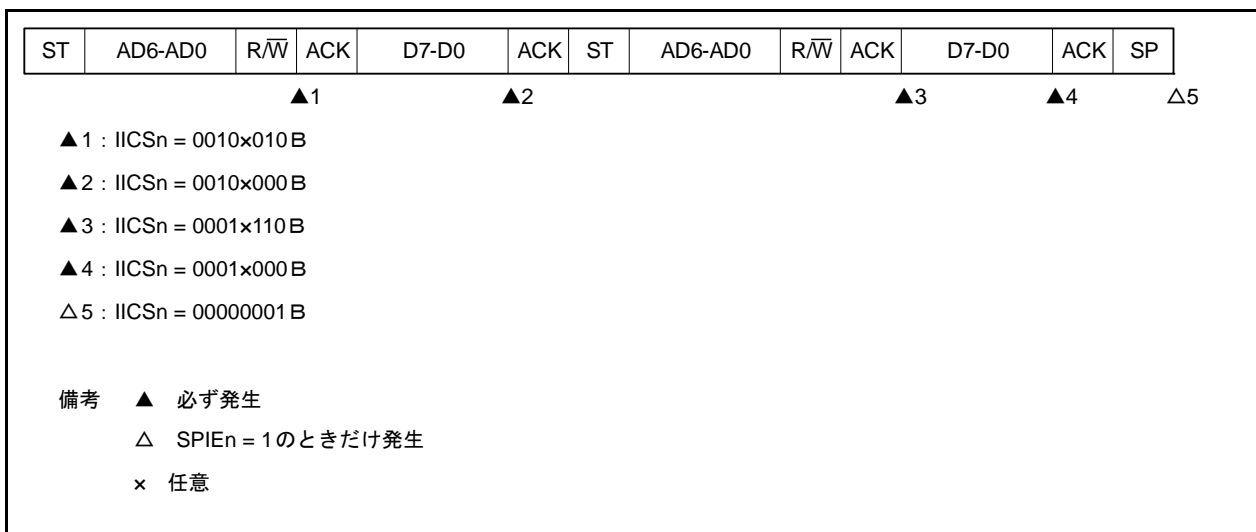 ST AD6-AD0 R/W̅ ACK D7-D0 ACK ST AD6-AD0 R/W̅ ACK D7-D0 ACK SP
▲1 ▲2 ▲3 ▲4 △5
▲1：IICSn = 0010×010B
▲2：IICSn = 0010×000B
▲3：IICSn = 0001×110B
▲4：IICSn = 0001×000B
△5：IICSn = 00000001B
備考 ▲ 必ず発生
△ SPIEn = 1のときだけ発生
× 任意